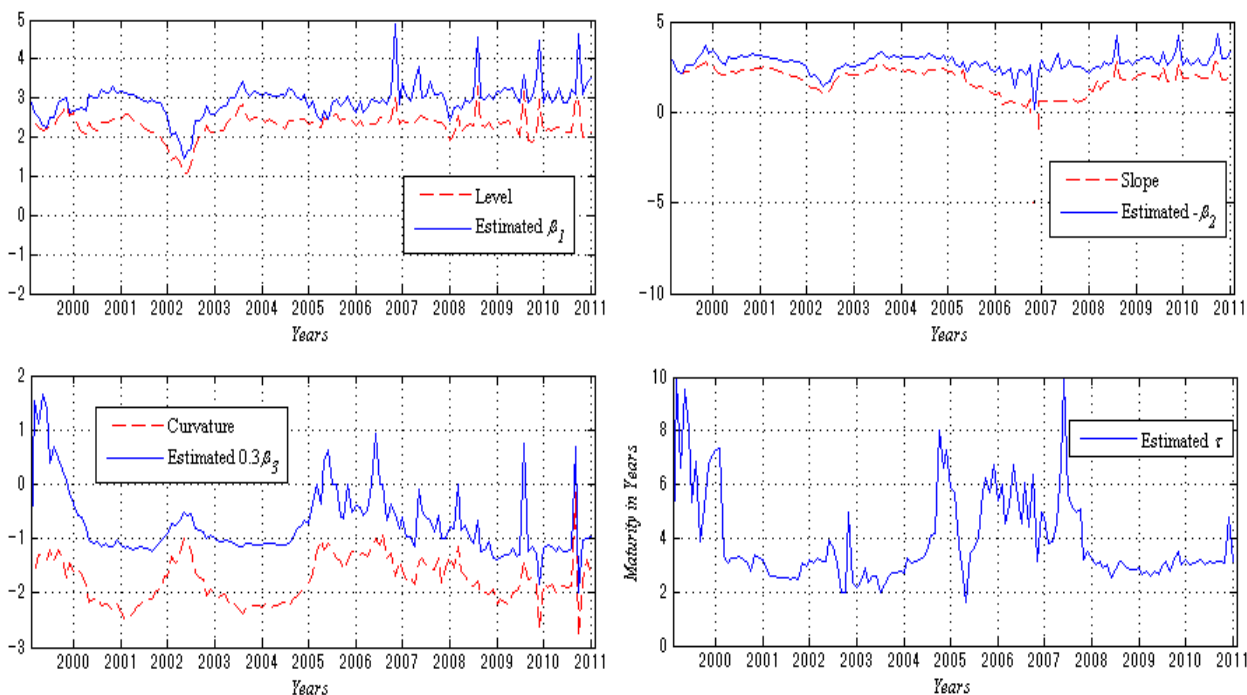 5
4
3
2
1
0
−1
−2
Level
Estimated β1
2000 2001 2002 2003 2005 2005 2006 2007 2008 2009 2010 2011
Years
5
0
−5
−10
Slope
Estimated -β2
2000 2001 2002 2003 2004 2005 2006 2007 2008 2009 2010 2011
Years
2
1
0
−1
−2
−3
Curvature
Estimated 0.3β3
2000 2001 2002 2003 2004 2005 2006 2007 2008 2009 2010 2011
Years
Maturity in Years
10
8
6
4
2
0
Estimated τ
2000 2001 2002 2003 2004 2005 2006 2007 2008 2009 2010 2011
Years